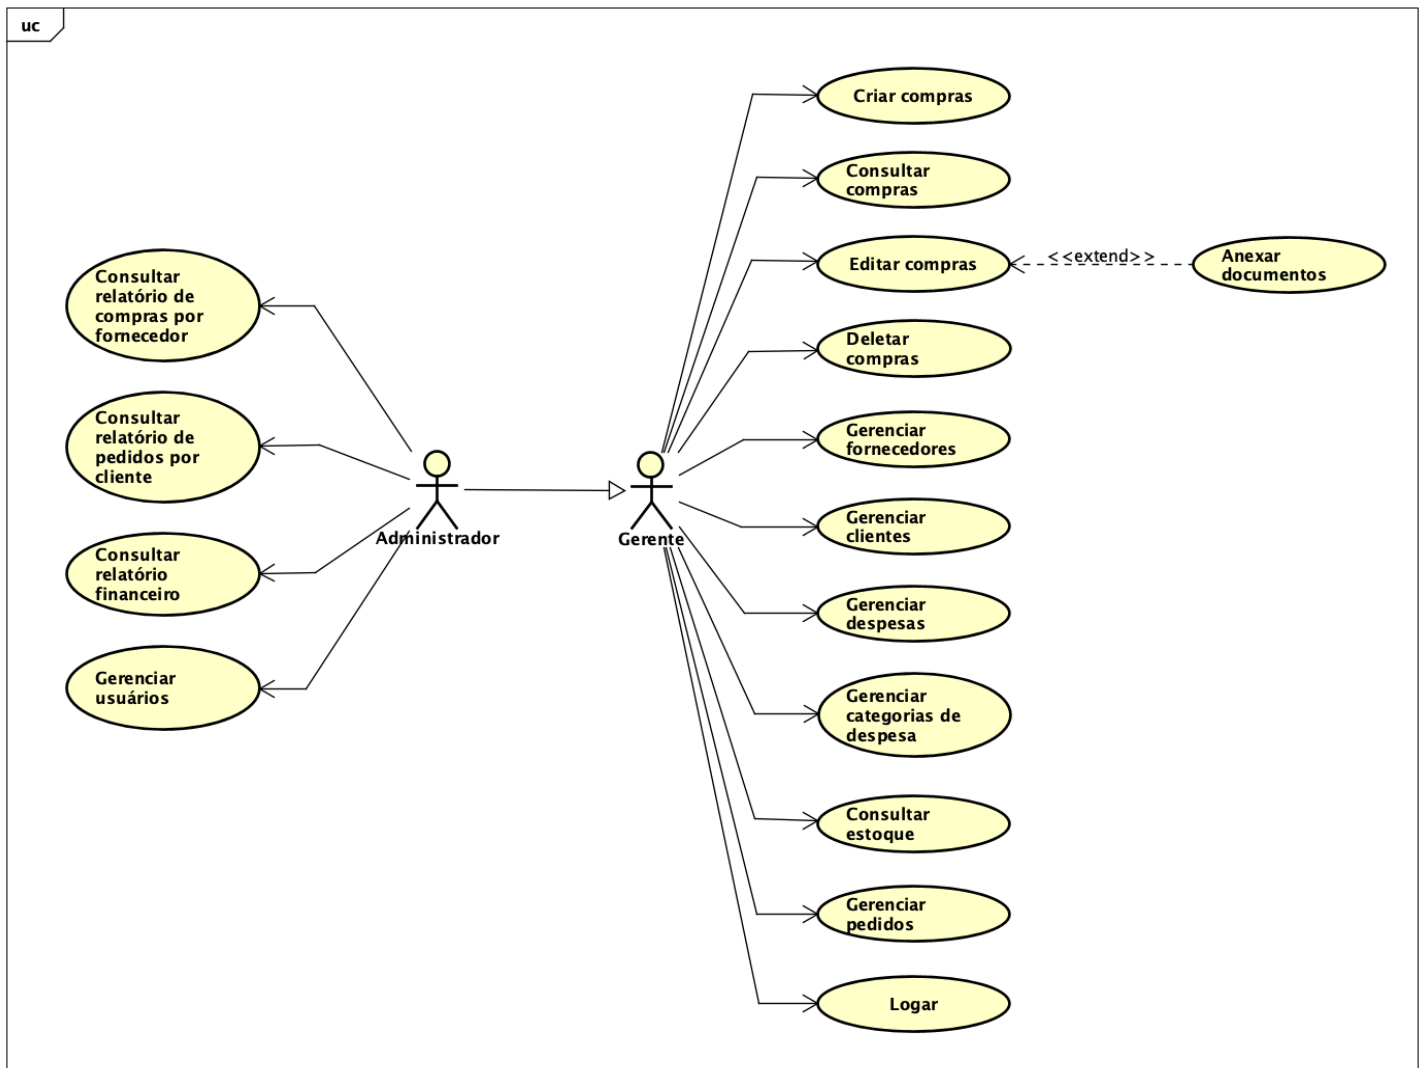 uc
Criar compras
Consultar
compras
Editar compras
<<extend>>
Anexar
documentos
Deletar
compras
Gerenciar
fornecedores
Gerenciar
clientes
Gerenciar
despesas
Gerenciar
categorias de
despesa
Consultar
estoque
Gerenciar
pedidos
Logar
Gerente
Administrador
Consultar
relatório de
compras por
fornecedor
Consultar
relatório de
pedidos por
cliente
Consultar
relatório
financeiro
Gerenciar
usuários